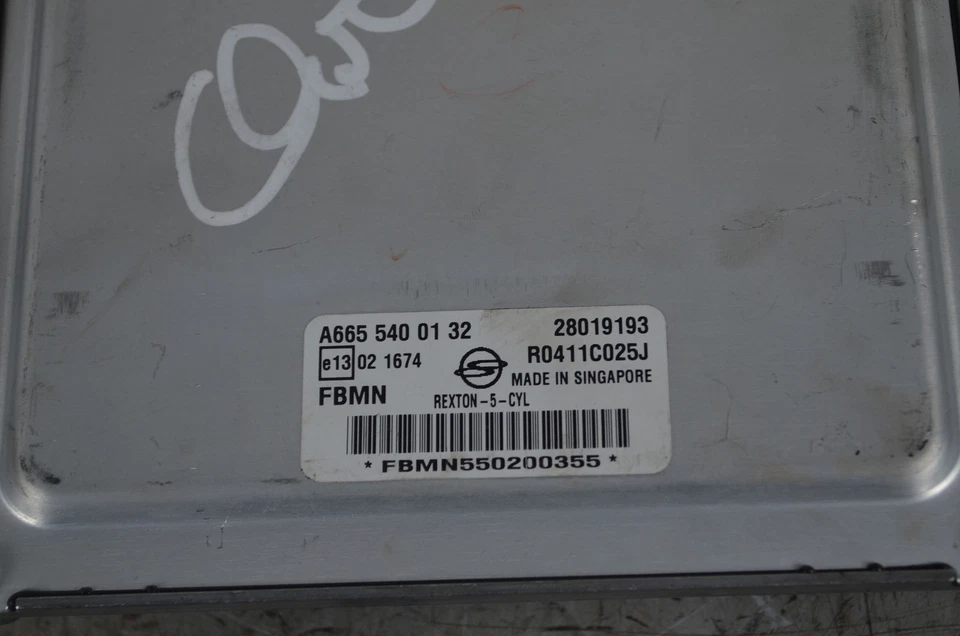 A665 540 01 32 28019193
e13 02 1674 R0411C025J
MADE IN SINGAPORE
FBMN REXTON-5-CYL
* FBMN550200355 *